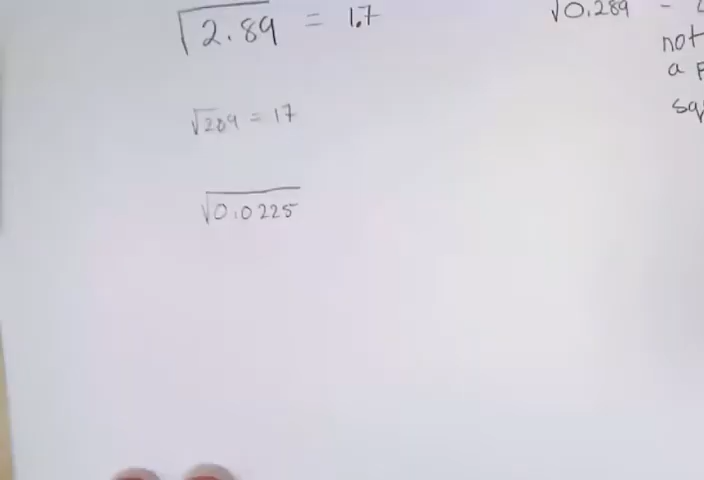 √2.89 = 1.7
√289 = 17
√0.0225
√0.289 -
not
a